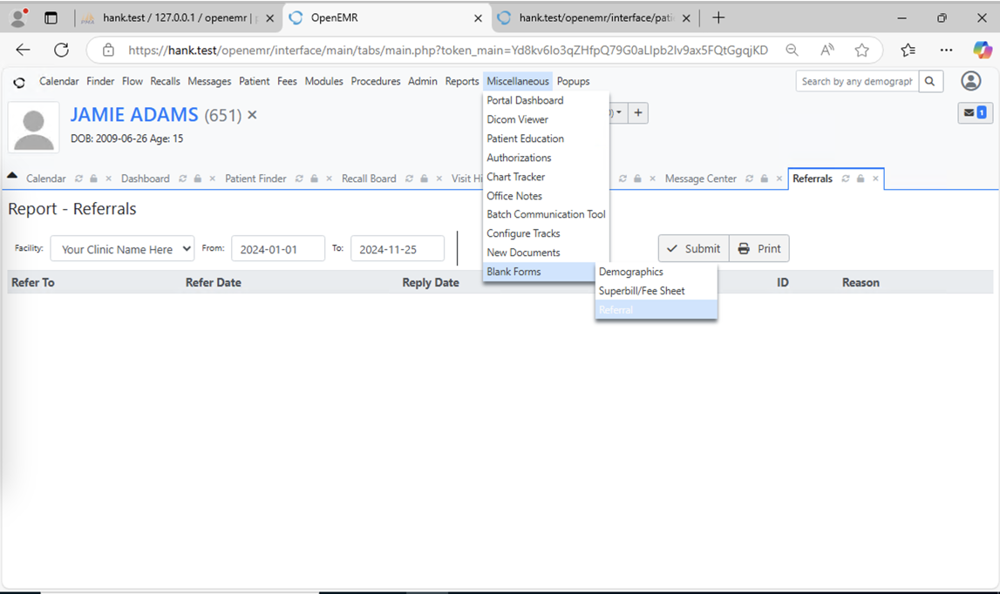 hank.test / 127.0.0.1 / openemr |
OpenEMR
hank.test/openemr/interface/patie
https://hank.test/openemr/interface/main/tabs/main.php?token_main=Yd8kv6Io3qZHfpQ79G0aLIpb2lv9ax5FQtGgqjKD
Calendar Finder Flow Recalls Messages Patient Fees Modules Procedures Admin Reports Miscellaneous Popups
Search by any demograph
JAMIE ADAMS (651)
DOB: 2009-06-26 Age: 15
1
Portal Dashboard
Dicom Viewer
Patient Education
Authorizations
Chart Tracker
Office Notes
Batch Communication Tool
Configure Tracks
New Documents
Blank Forms
Demographics
Superbill/Fee Sheet
Referral
Calendar Dashboard Patient Finder Recall Board Visit Hi Message Center Referrals
Report - Referrals
Facility: Your Clinic Name Here From: 2024-01-01 To: 2024-11-25 Submit Print
Refer To Refer Date Reply Date ID Reason